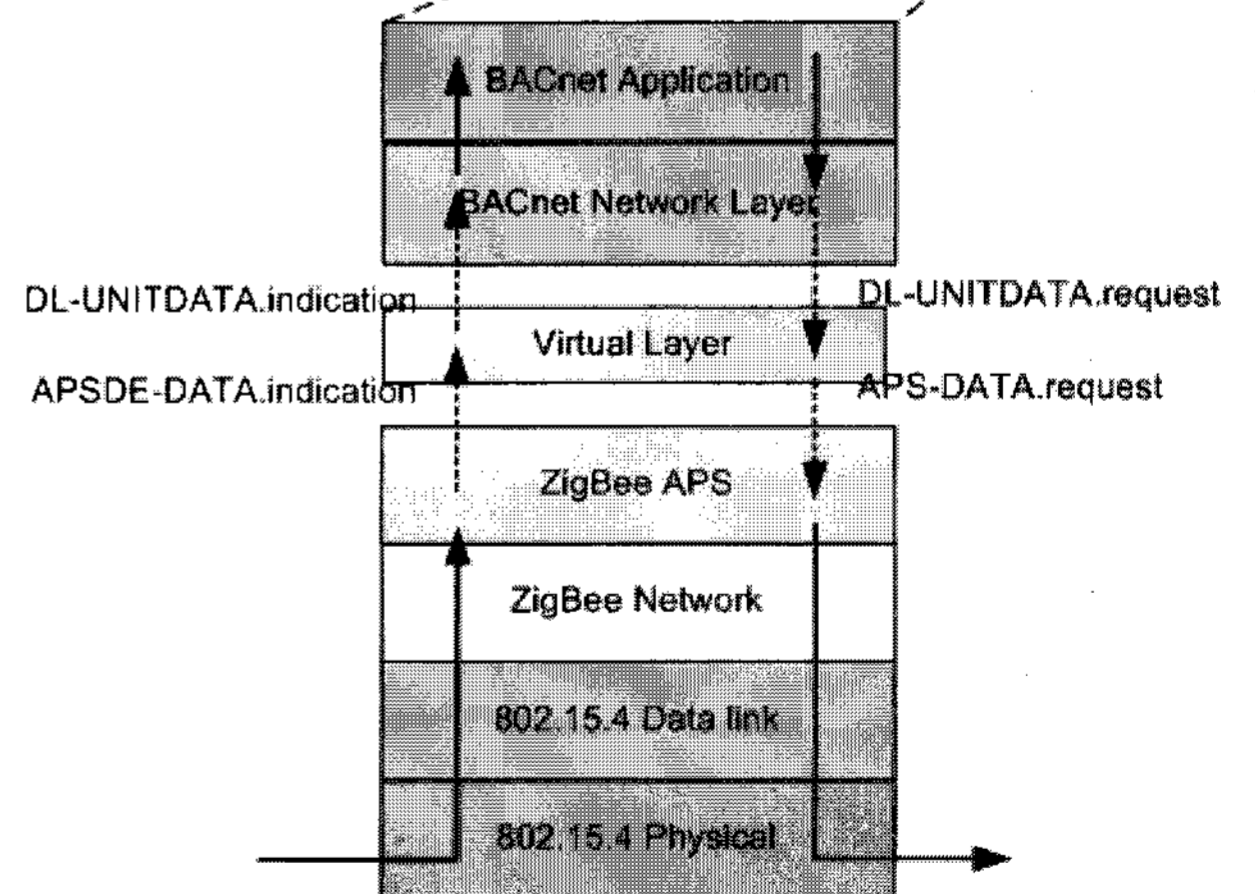 BACnet Application
BACnet Network Layer
DL-UNITDATA.indication
DL-UNITDATA.request
Virtual Layer
APSDE-DATA.indication
APS-DATA.request
ZigBee APS
ZigBee Network
802.15.4 Data link
802.15.4 Physical